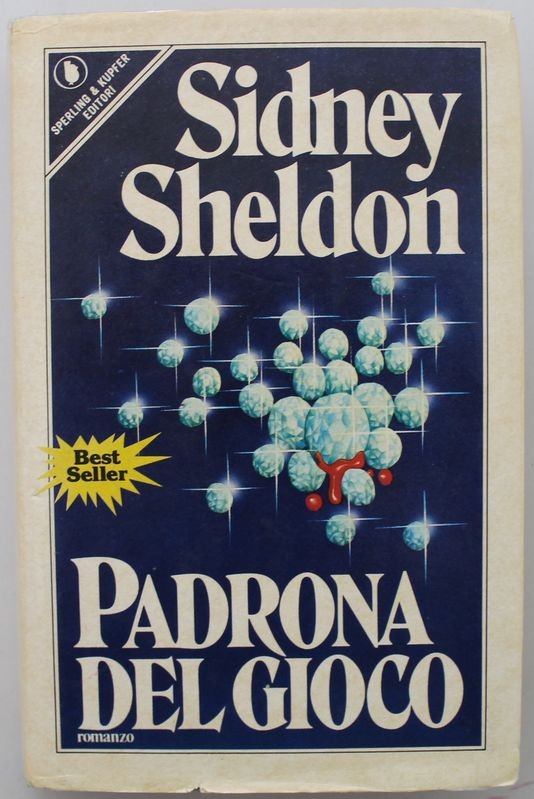 SPERLING & KUPFER
EDITORI
Sidney
Sheldon
Best
Seller
PADRONA
DEL GIOCO
romanzo